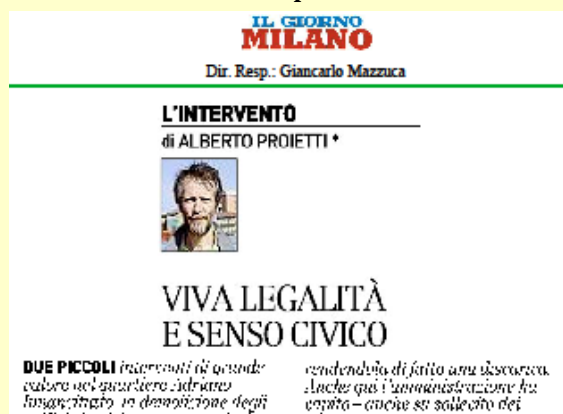 IL GIORNO
MILANO
Dir. Resp.: Giancarlo Mazzuca
L'INTERVENTO
di ALBERTO PROIETTI *
VIVA LEGALITÀ
E SENSO CIVICO
DUE PICCOLI interventi di grande
valore nel quartiere Adriano
Innanzitutto, la demolizione degli
rendendola di fatto una discarica.
Anche qui l'amministrazione ha
capito – anche su sollecito dei